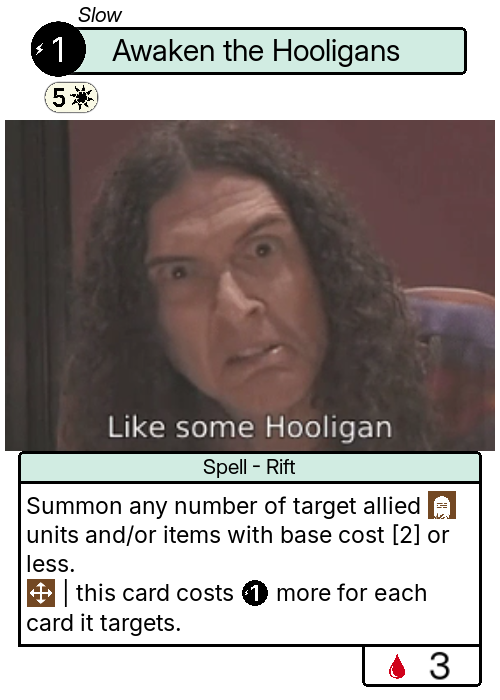 Slow
1 Awaken the Hooligans
5
Like some Hooligan
Spell - Rift
Summon any number of target allied
units and/or items with base cost [2] or
less.
| this card costs 1 more for each
card it targets.
3